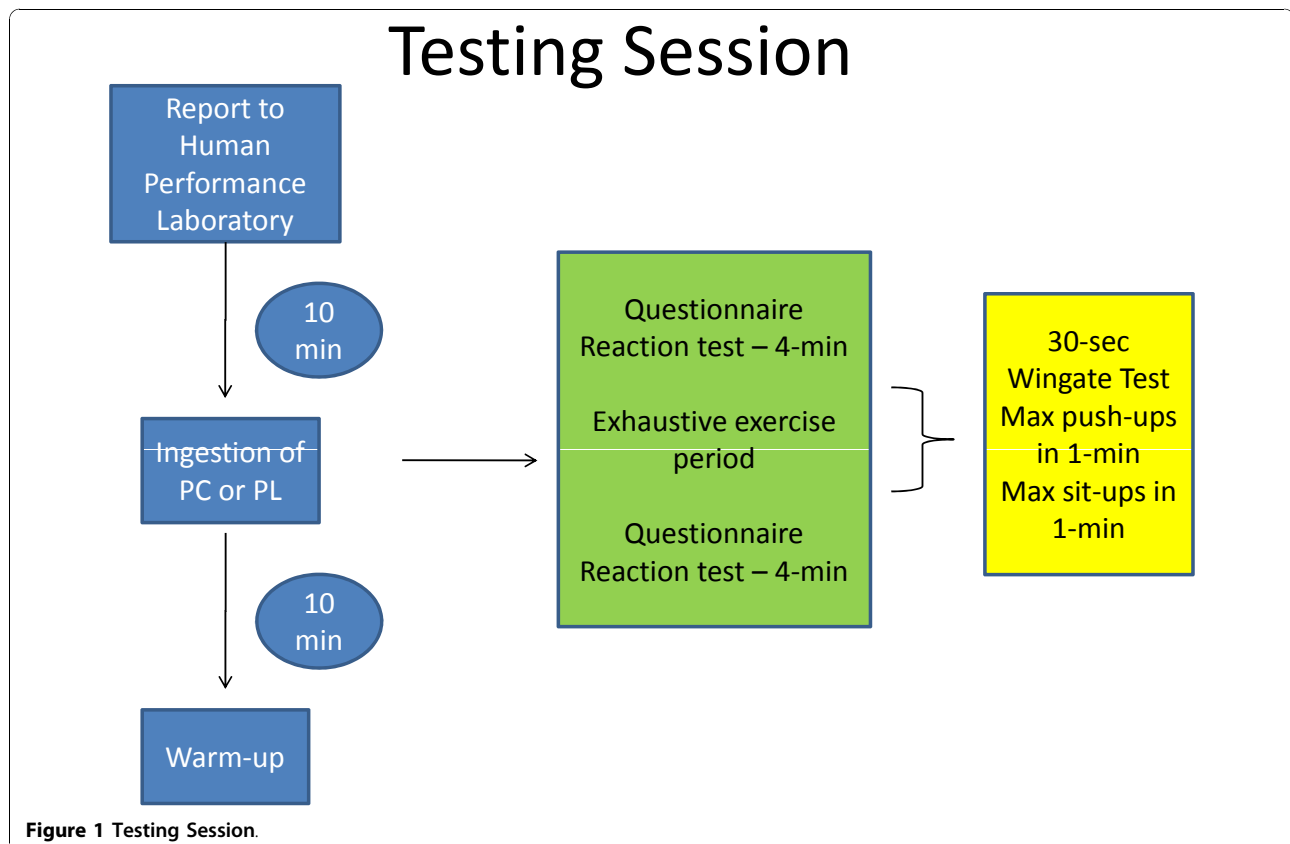 Testing Session
Report to
Human
Performance
Laboratory
10
min
Ingestion of
PC or PL
10
min
Warm-up
Questionnaire
Reaction test – 4-min
Exhaustive exercise
period
Questionnaire
Reaction test – 4-min
30-sec
Wingate Test
Max push-ups
in 1-min
Max sit-ups in
1-min
Figure 1 Testing Session.